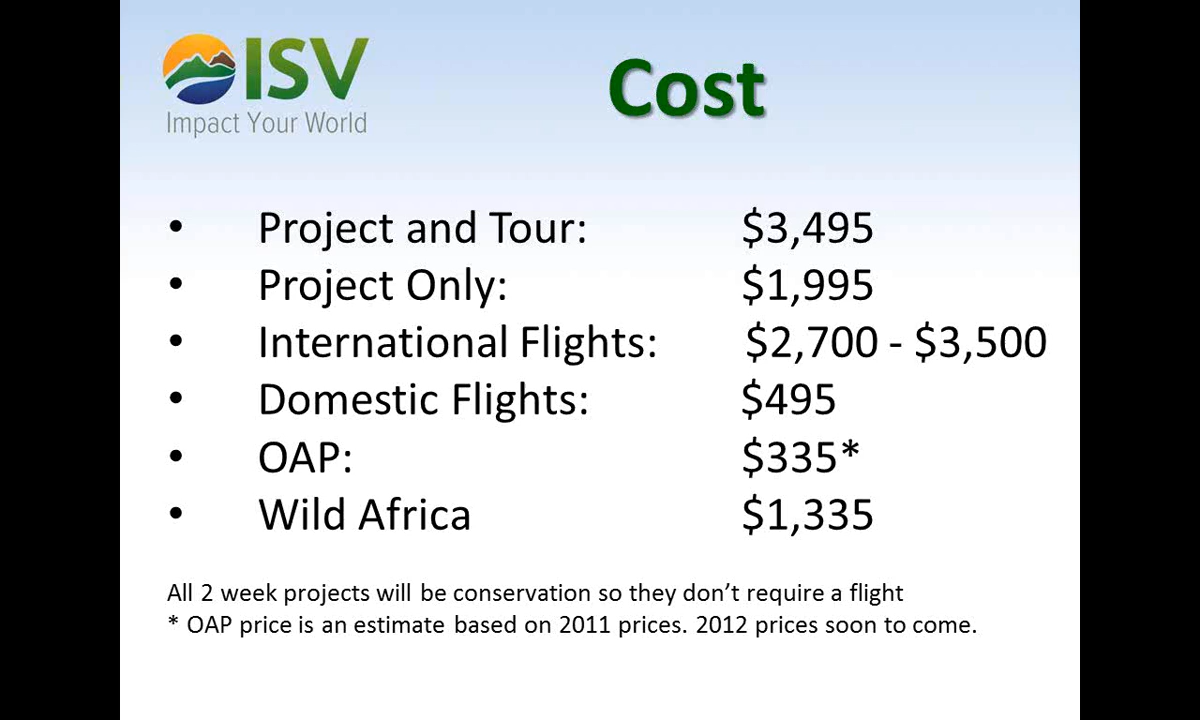 ISV
Impact Your World
Cost
• Project and Tour: $3,495
• Project Only: $1,995
• International Flights: $2,700 - $3,500
• Domestic Flights: $495
• OAP: $335*
• Wild Africa $1,335
All 2 week projects will be conservation so they don’t require a flight
* OAP price is an estimate based on 2011 prices. 2012 prices soon to come.